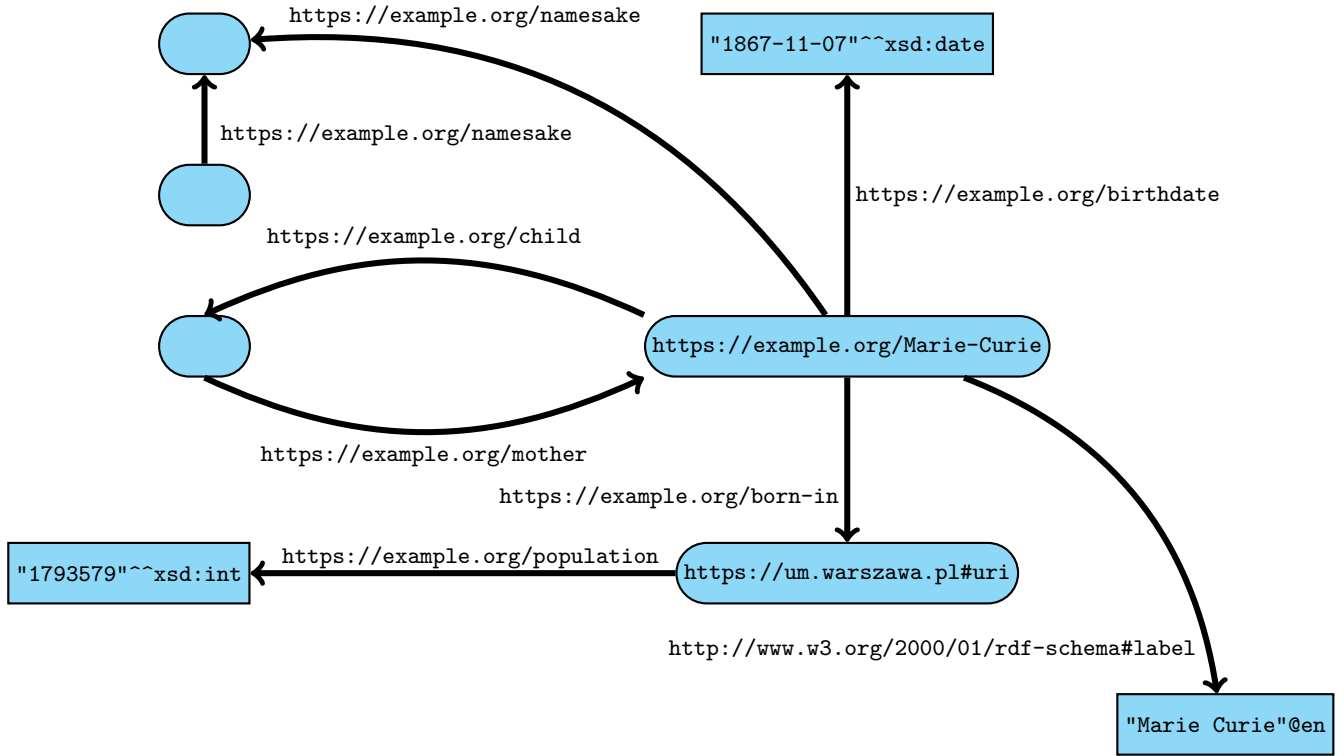 https://example.org/namesake
"1867-11-07"^^xsd:date
https://example.org/namesake
https://example.org/birthdate
https://example.org/child
https://example.org/Marie-Curie
https://example.org/mother
https://example.org/born-in
https://example.org/population
"1793579"^^xsd:int
https://um.warszawa.pl#uri
http://www.w3.org/2000/01/rdf-schema#label
"Marie Curie"@en